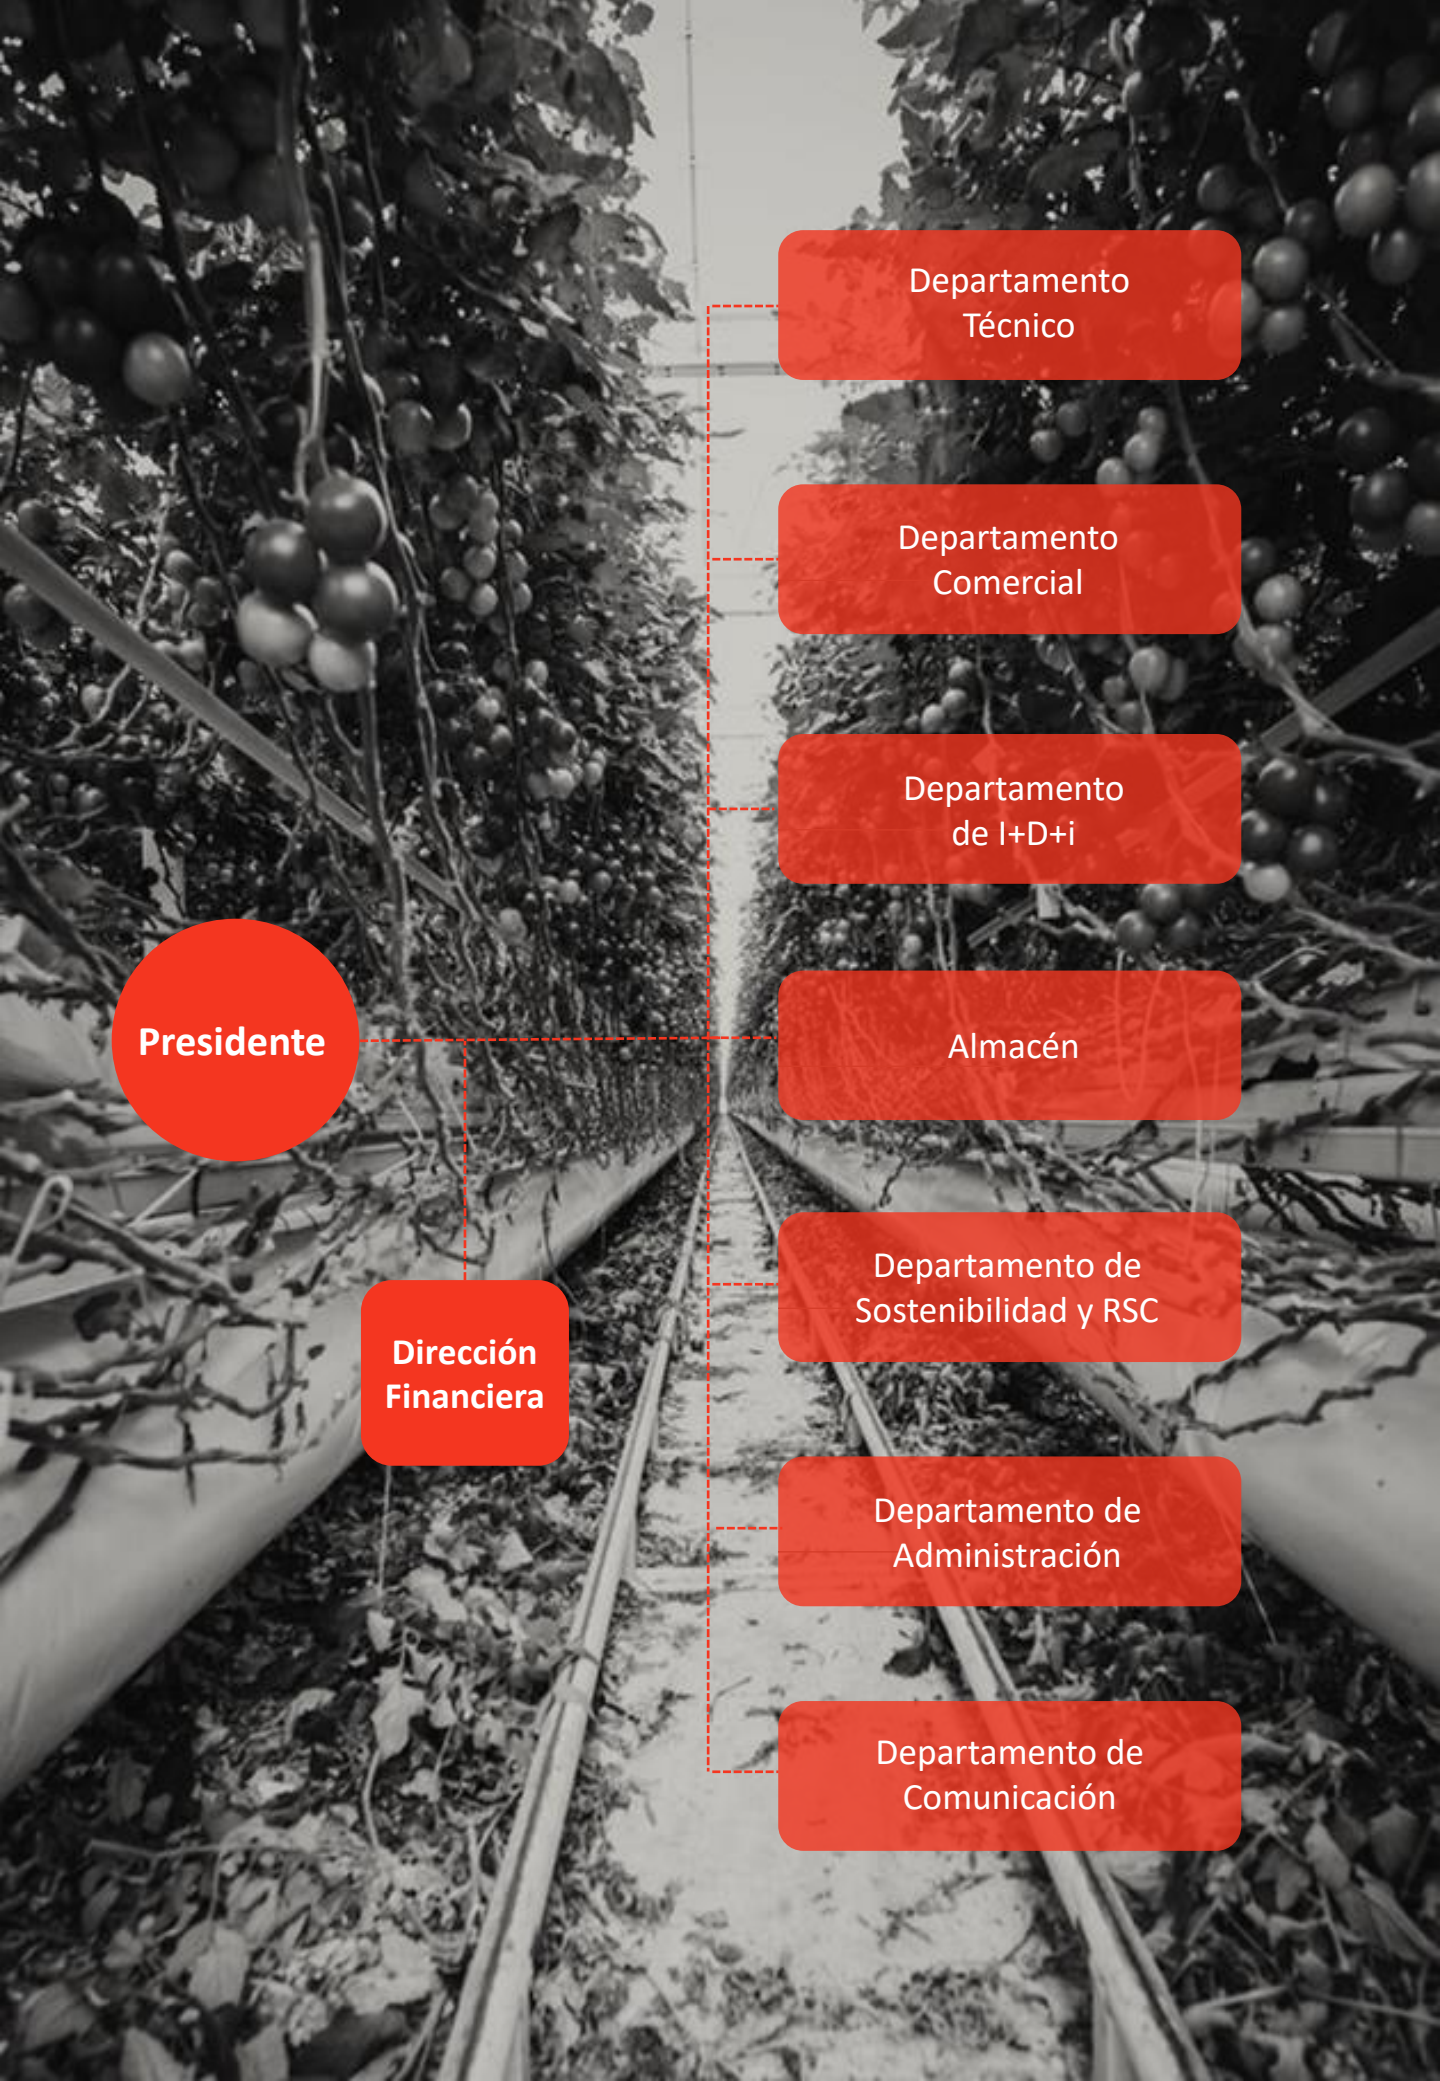 Departamento
Técnico
Departamento
Comercial
Departamento
de I+D+i
Presidente
Almacén
Departamento de
Sostenibilidad y RSC
Dirección
Financiera
Departamento de
Administración
Departamento de
Comunicación